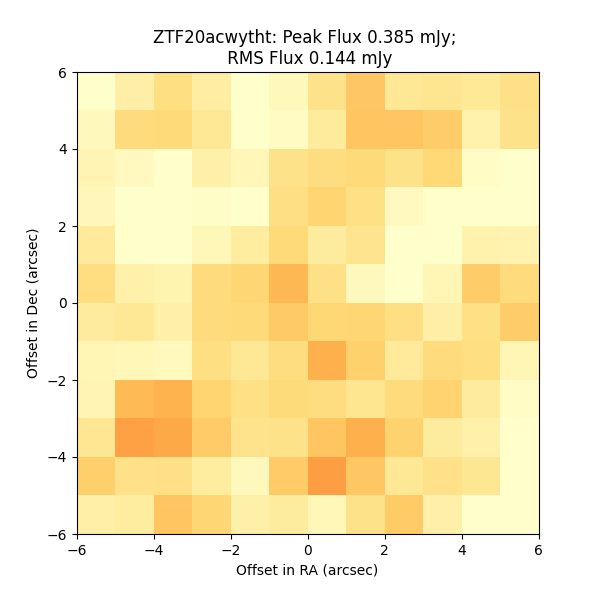 ZTF20acwytht: Peak Flux 0.385 mJy;
RMS Flux 0.144 mJy
6
4
2
0
−2
−4
−6
Offset in Dec (arcsec)
−6 −4 −2 0 2 4 6
Offset in RA (arcsec)